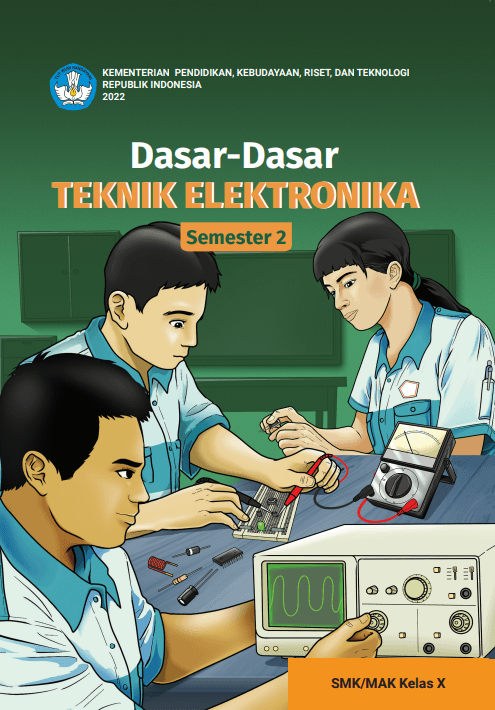 KEMENTERIAN PENDIDIKAN, KEBUDAYAAN, RISET, DAN TEKNOLOGI
REPUBLIK INDONESIA
2022
Dasar-Dasar
TEKNIK ELEKTRONIKA
Semester 2
SMK/MAK Kelas X